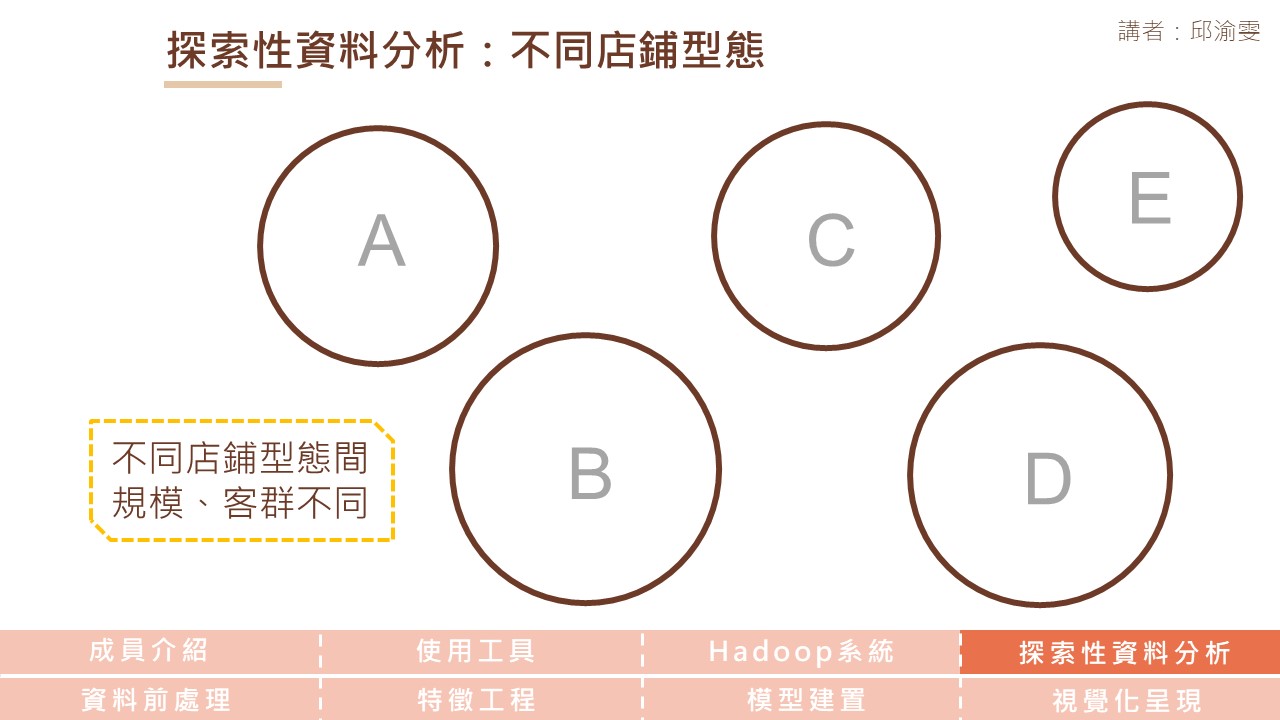 探索性資料分析：不同店鋪型態
講者：邱渝雯
A
C
E
B
D
不同店鋪型態間
規模、客群不同
成員介紹
使用工具
Hadoop系統
探索性資料分析
資料前處理
特徵工程
模型建置
視覺化呈現